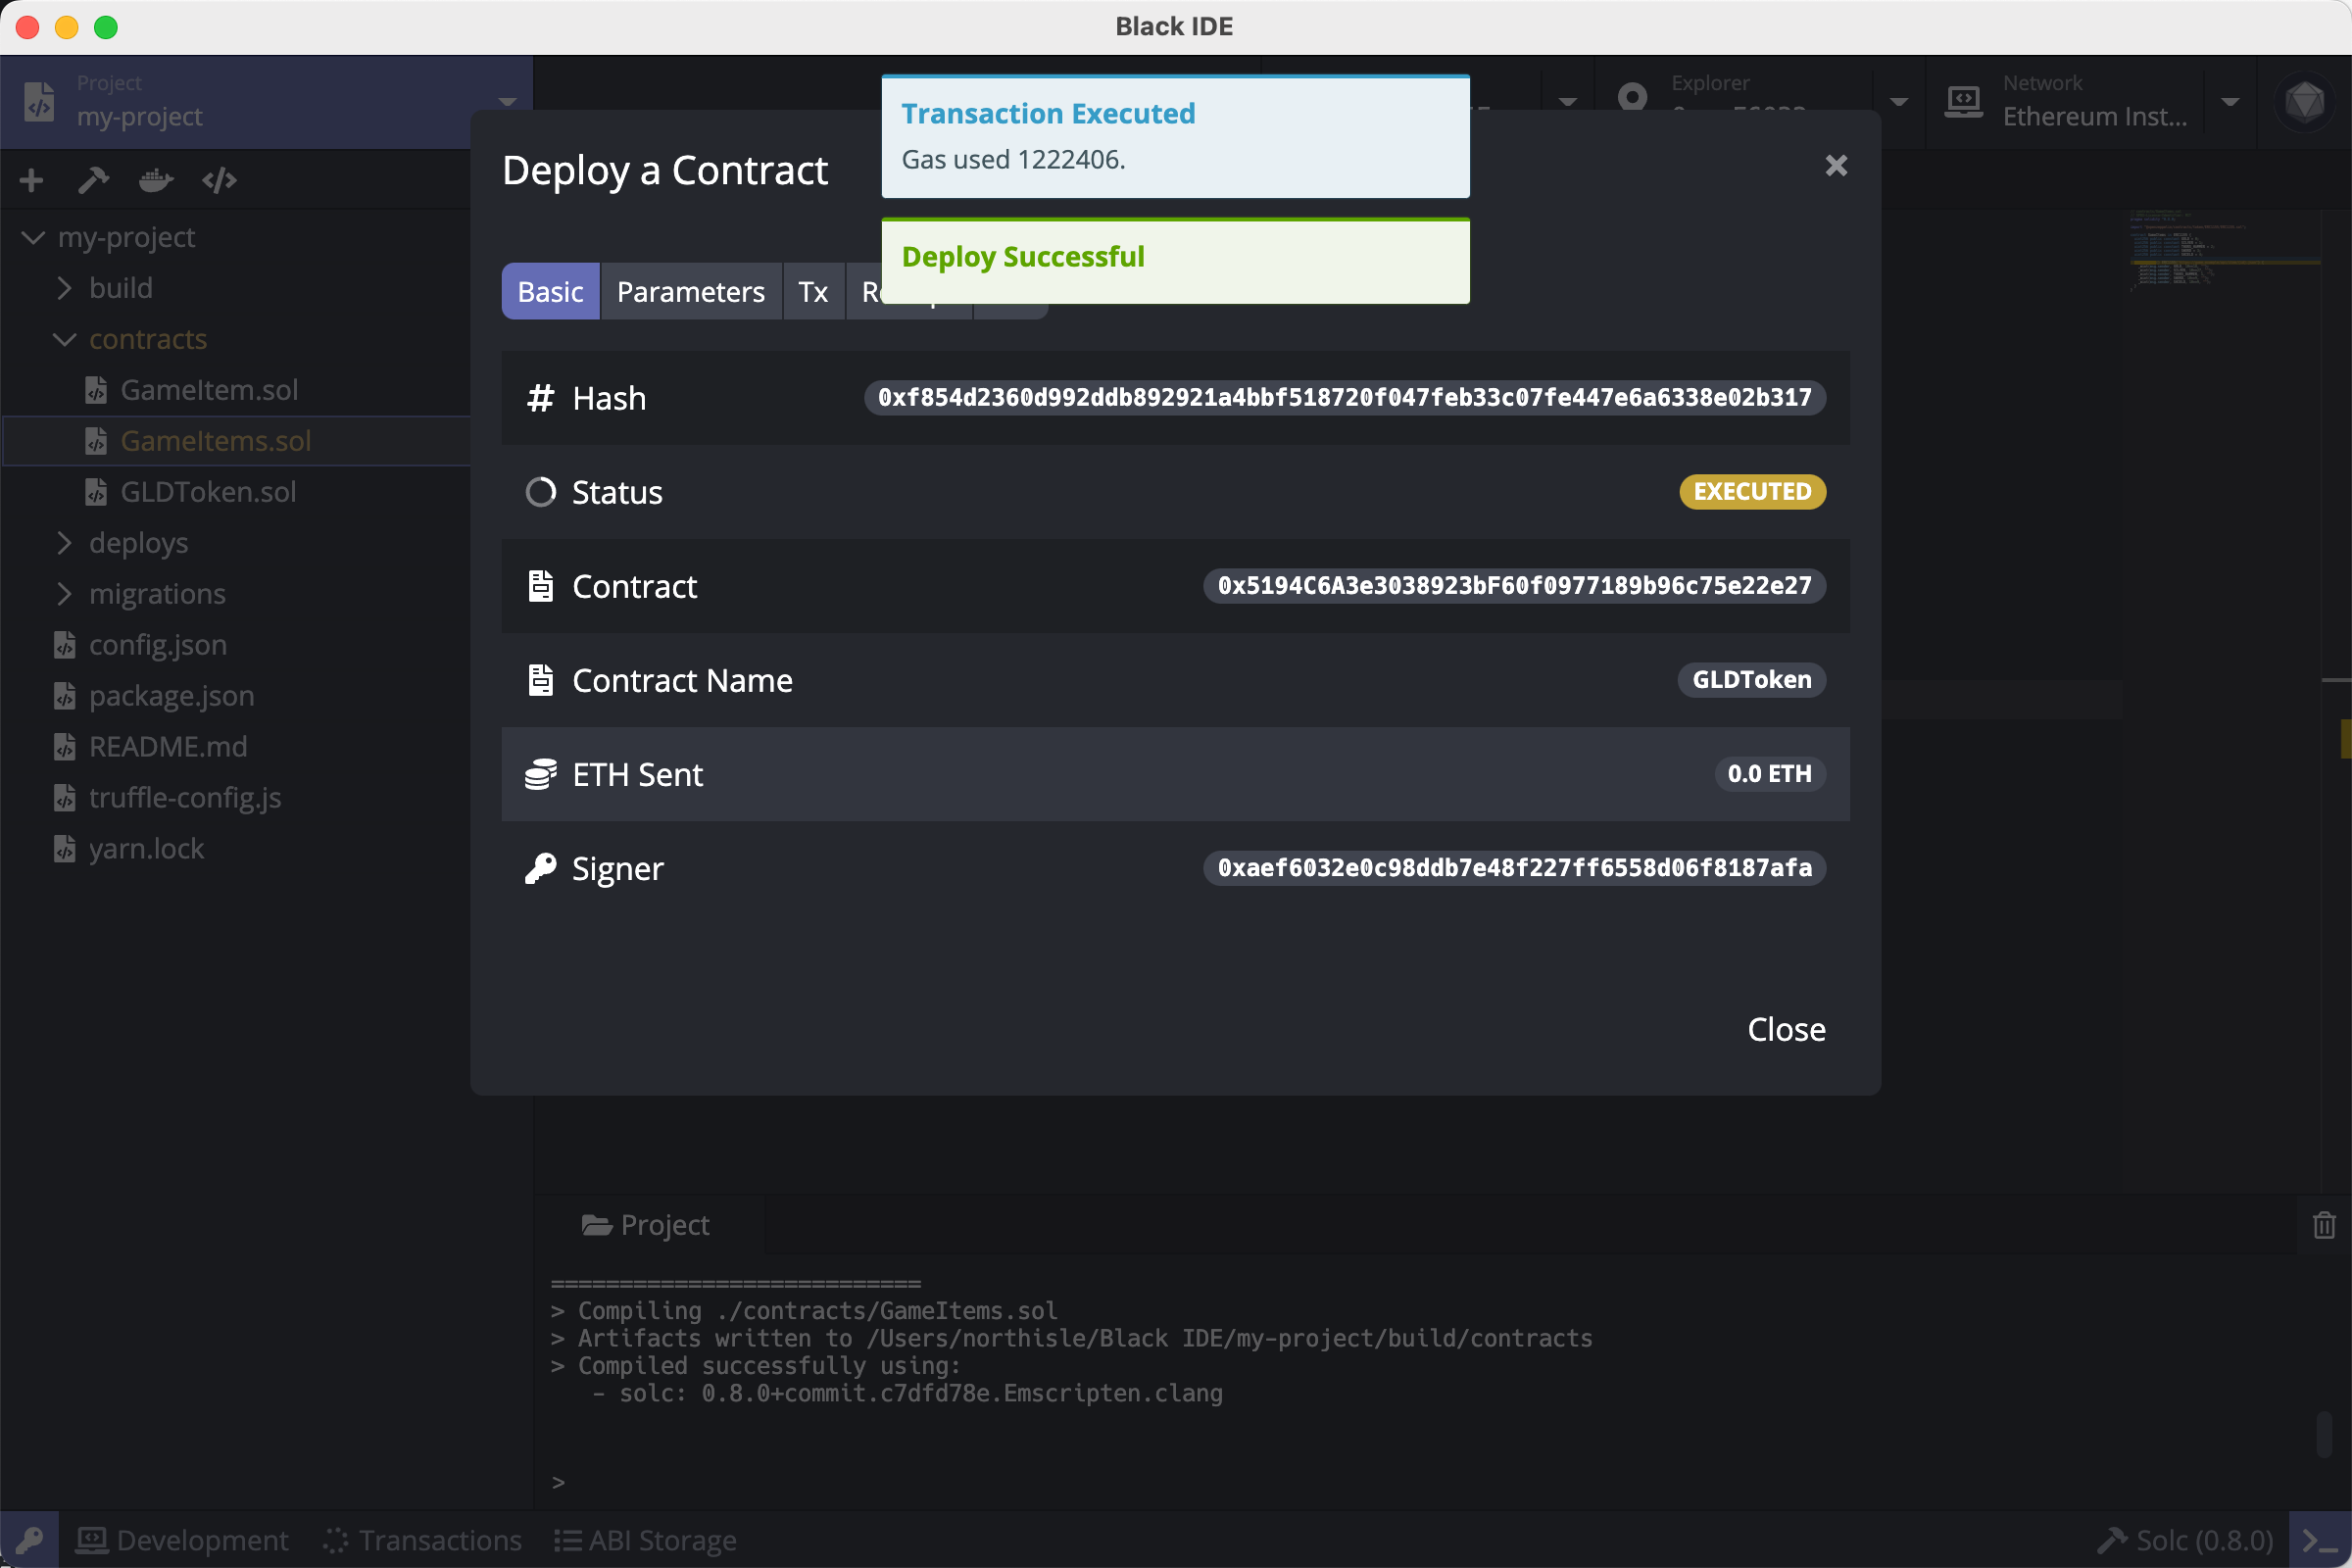 Black IDE
Project
my-project
Explorer
Network
Ethereum Inst...
Transaction Executed
Gas used 1222406.
Deploy a Contract
Deploy Successful
my-project
build
contracts
GameItem.sol
GameItems.sol
GLDToken.sol
deploys
migrations
config.json
package.json
README.md
truffle-config.js
yarn.lock
Basic
Parameters
Tx
Hash
0xf854d2360d992ddb892921a4bbf518720f047feb33c07fe447e6a6338e02b317
Status
EXECUTED
Contract
0x5194C6A3e3038923bF60f0977189b96c75e22e27
Contract Name
GLDToken
ETH Sent
0.0 ETH
Signer
0xaef6032e0c98ddb7e48f227ff6558d06f8187afa
Close
Project
===========================
> Compiling ./contracts/GameItems.sol
> Artifacts written to /Users/northisle/Black IDE/my-project/build/contracts
> Compiled successfully using:
- solc: 0.8.0+commit.c7dfd78e.Emscripten.clang
>
Development
Transactions
ABI Storage
Solc (0.8.0)